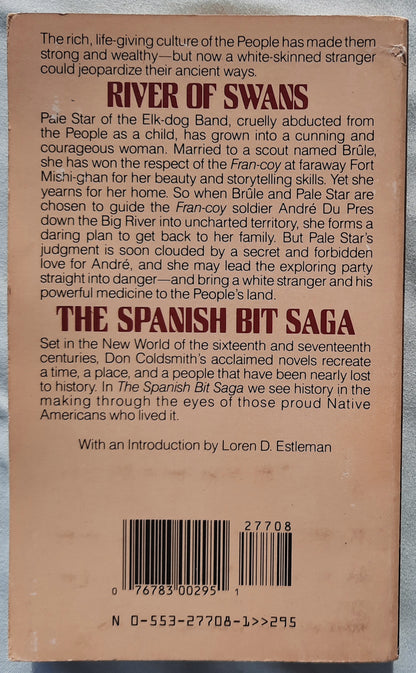 The rich, life-giving culture of the People has made them
strong and wealthy—but now a white-skinned stranger
could jeopardize their ancient ways.
RIVER OF SWANS
Pale Star of the Elk-dog Band, cruelly abducted from
the People as a child, has grown into a cunning and
courageous woman. Married to a scout named Brûle,
she has won the respect of the Fran-coy at faraway Fort
Mishi-ghan for her beauty and storytelling skills. Yet she
yearns for her home. So when Brûle and Pale Star are
chosen to guide the Fran-coy soldier André Du Pres
down the Big River into uncharted territory, she forms a
daring plan to get back to her family. But Pale Star's
judgment is soon clouded by a secret and forbidden
love for André, and she may lead the exploring party
straight into danger—and bring a white stranger and his
powerful medicine to the People's land.
THE SPANISH BIT SAGA
Set in the New World of the sixteenth and seventeenth
centuries, Don Coldsmith's acclaimed novels recreate
a time, a place, and a people that have been nearly lost
to history. In The Spanish Bit Saga we see history in the
making through the eyes of those proud Native
Americans who lived it.
With an Introduction by Loren D. Estleman
27708
0 76783 00295 1
N 0-553-27708-1>>295